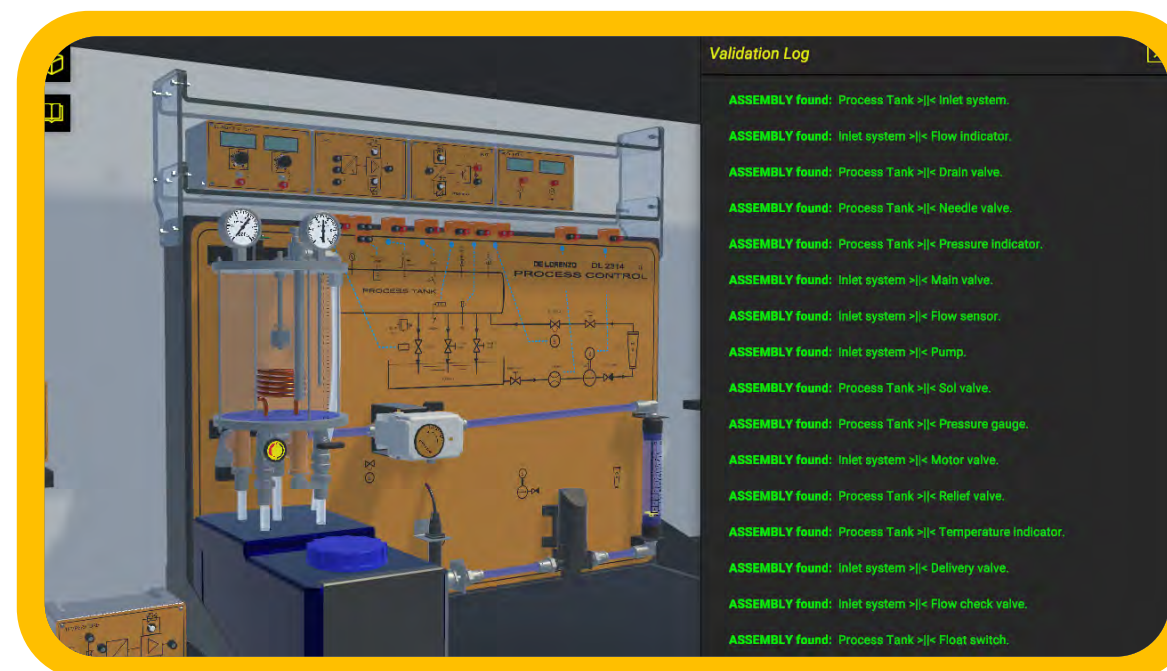 Validation Log
ASSEMBLY found: Process Tank >||< Inlet system.
ASSEMBLY found: Inlet system >||< Flow indicator.
ASSEMBLY found: Process Tank >||< Drain valve.
ASSEMBLY found: Process Tank >||< Needle valve.
ASSEMBLY found: Process Tank >||< Pressure indicator.
ASSEMBLY found: Inlet system >||< Main valve.
ASSEMBLY found: Inlet system >||< Flow sensor.
ASSEMBLY found: Inlet system >||< Pump.
ASSEMBLY found: Process Tank >||< Sol valve.
ASSEMBLY found: Process Tank >||< Pressure gauge.
ASSEMBLY found: Inlet system >||< Motor valve.
ASSEMBLY found: Process Tank >||< Relief valve.
ASSEMBLY found: Process Tank >||< Temperature indicator.
ASSEMBLY found: Inlet system >||< Delivery valve.
ASSEMBLY found: Inlet system >||< Flow check valve.
ASSEMBLY found: Process Tank >||< Float switch.
DE LORENZO DL 2314
PROCESS CONTROL
PROCESS TANK